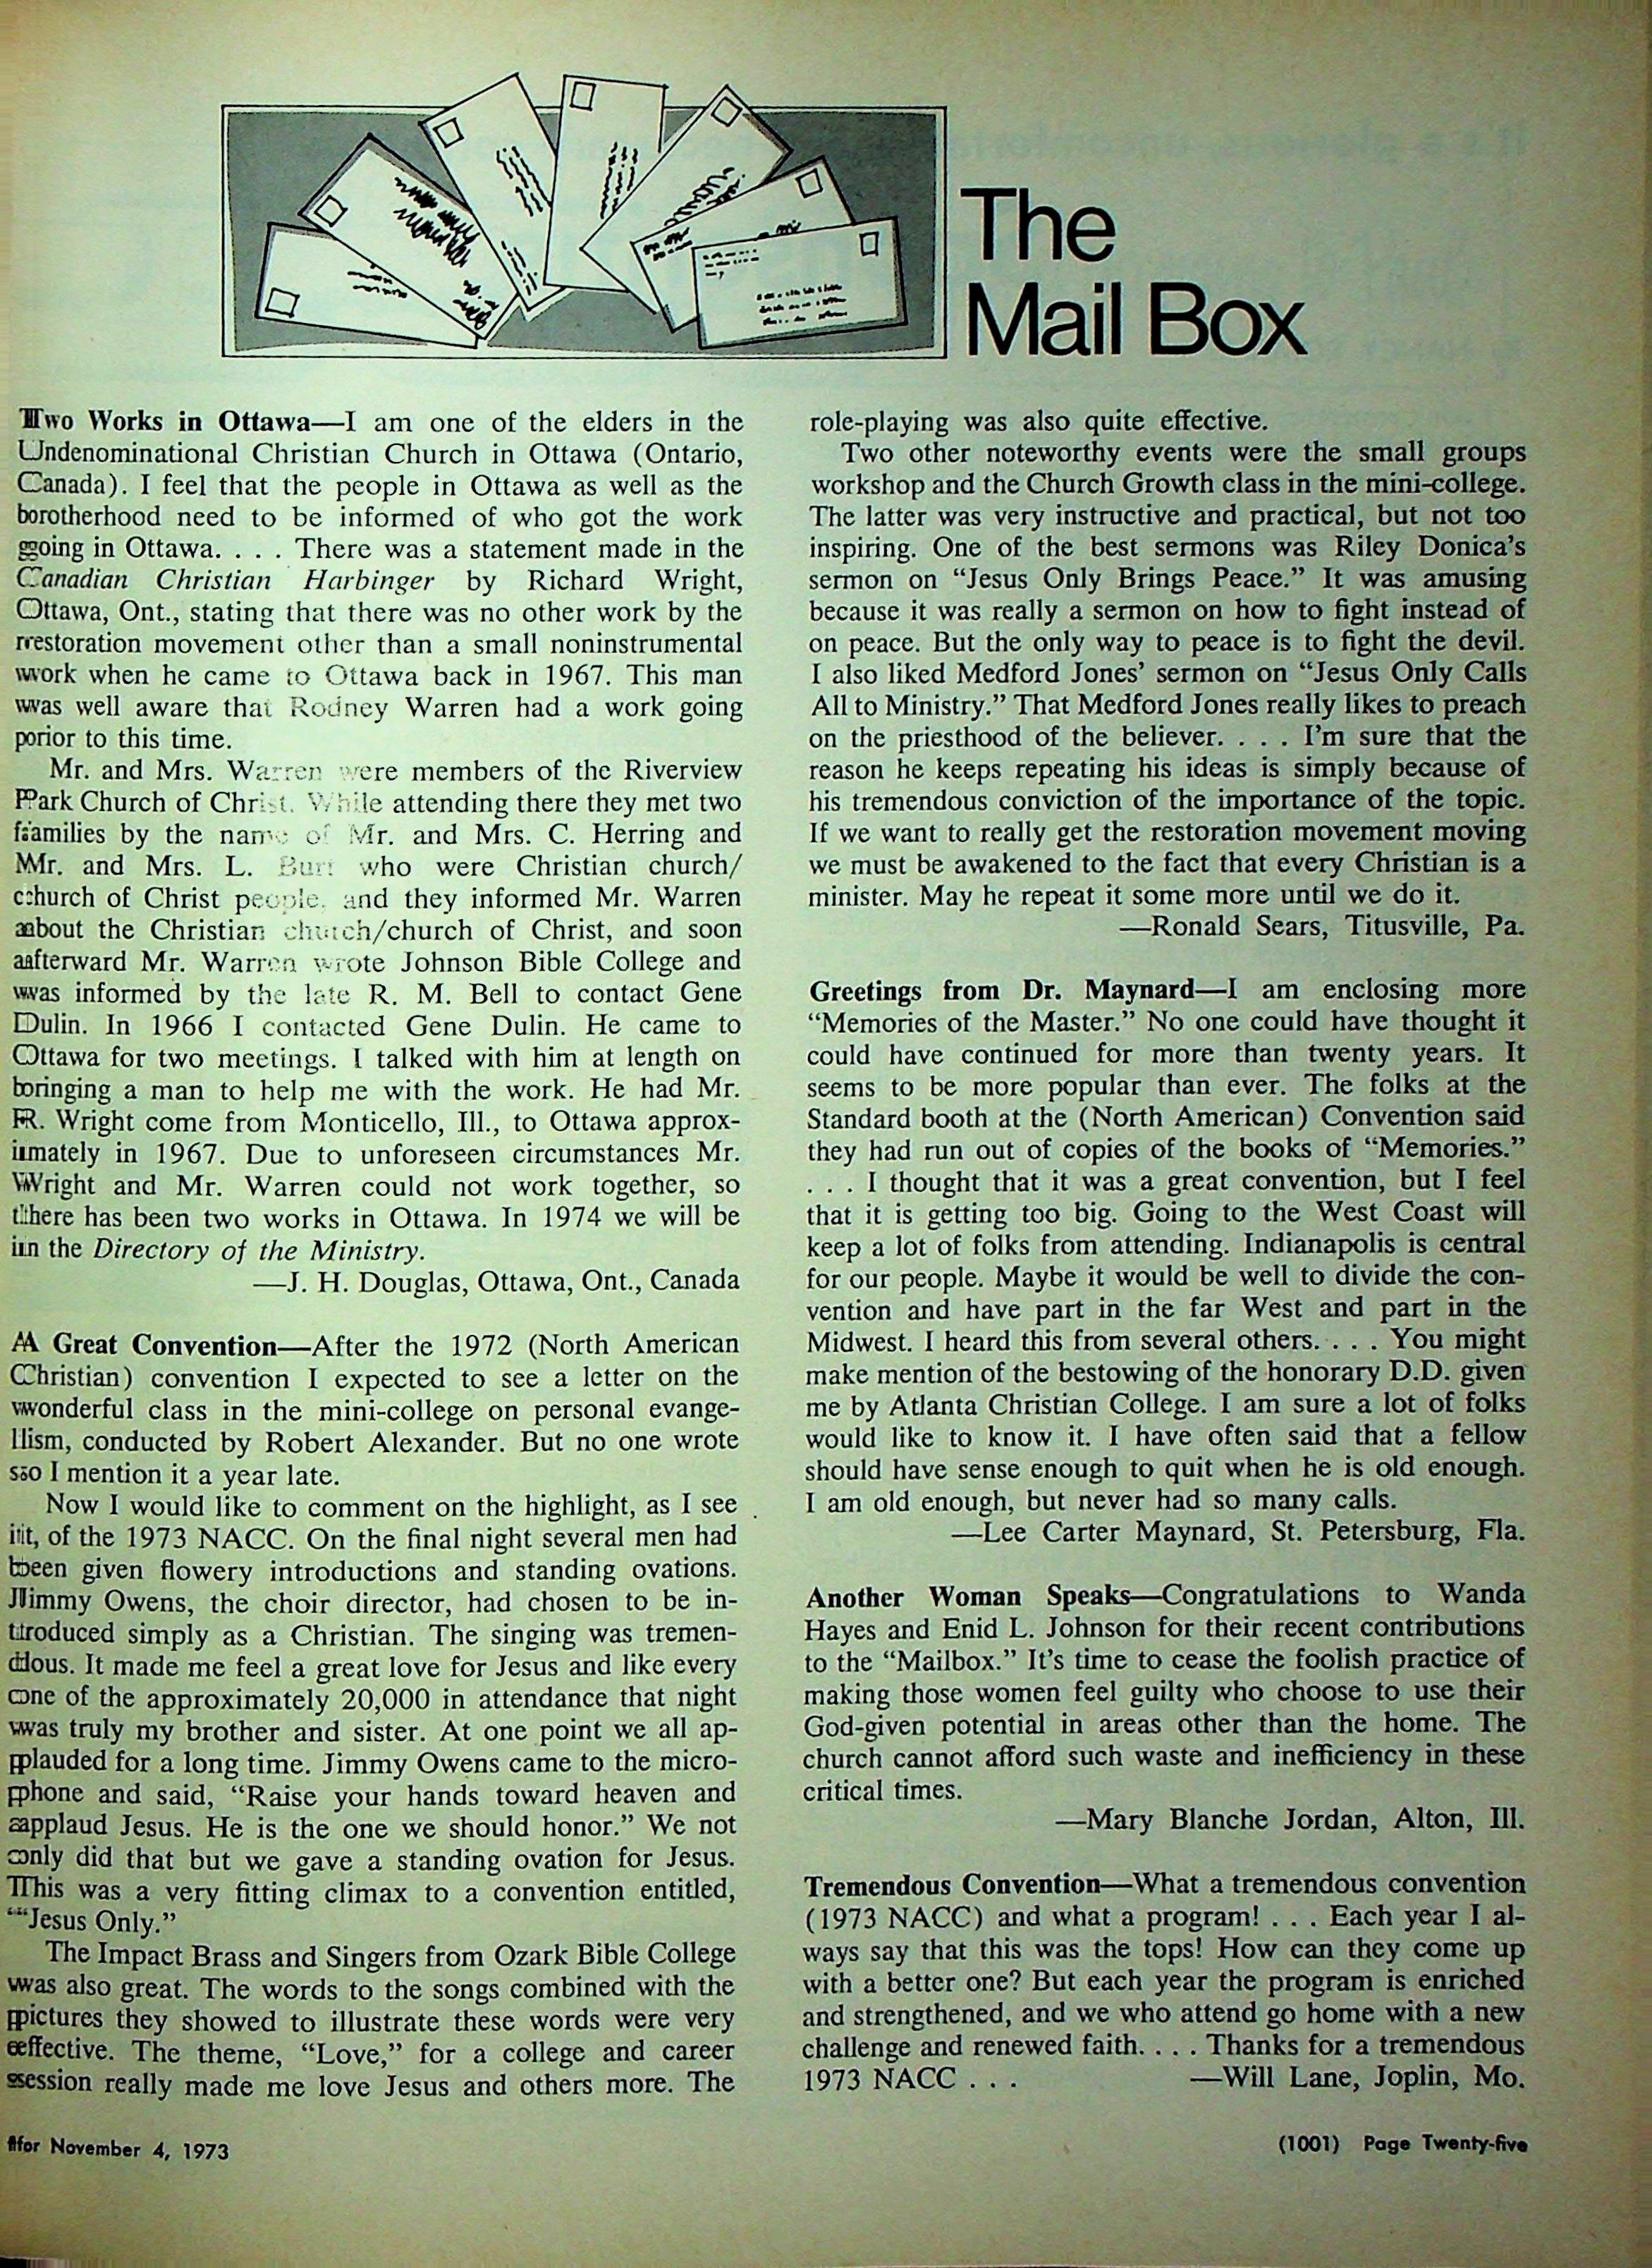 The
Mail Box
Two Works in Ottawa—I am one of the elders in the
Undenominational Christian Church in Ottawa (Ontario,
Canada). I feel that the people in Ottawa as well as the
brotherhood need to be informed of who got the work
going in Ottawa. . . . There was a statement made in the
Canadian Christian Harbinger by Richard Wright,
Ottawa, Ont., stating that there was no other work by the
restoration movement other than a small noninstrumental
work when he came to Ottawa back in 1967. This man
was well aware that Rodney Warren had a work going
prior to this time.
Mr. and Mrs. Warren were members of the Riverview
Park Church of Christ. While attending there they met two
families by the name of Mr. and Mrs. C. Herring and
Mr. and Mrs. L. Burr who were Christian church/
church of Christ people, and they informed Mr. Warren
about the Christian church/church of Christ, and soon
afterward Mr. Warren wrote Johnson Bible College and
was informed by the late R. M. Bell to contact Gene
Dulin. In 1966 I contacted Gene Dulin. He came to
Ottawa for two meetings. I talked with him at length on
bringing a man to help me with the work. He had Mr.
R. Wright come from Monticello, Ill., to Ottawa approx-
imately in 1967. Due to unforeseen circumstances Mr.
Wright and Mr. Warren could not work together, so
there has been two works in Ottawa. In 1974 we will be
in the Directory of the Ministry.
—J. H. Douglas, Ottawa, Ont., Canada
A Great Convention—After the 1972 (North American
Christian) convention I expected to see a letter on the
wonderful class in the mini-college on personal evange-
lism, conducted by Robert Alexander. But no one wrote
so I mention it a year late.
Now I would like to comment on the highlight, as I see
it, of the 1973 NACC. On the final night several men had
been given flowery introductions and standing ovations.
Jimmy Owens, the choir director, had chosen to be in-
troduced simply as a Christian. The singing was tremen-
dous. It made me feel a great love for Jesus and like every
one of the approximately 20,000 in attendance that night
was truly my brother and sister. At one point we all ap-
plauded for a long time. Jimmy Owens came to the micro-
phone and said, “Raise your hands toward heaven and
applaud Jesus. He is the one we should honor.” We not
only did that but we gave a standing ovation for Jesus.
This was a very fitting climax to a convention entitled,
“Jesus Only.”
The Impact Brass and Singers from Ozark Bible College
was also great. The words to the songs combined with the
pictures they showed to illustrate these words were very
effective. The theme, “Love,” for a college and career
session really made me love Jesus and others more. The
role-playing was also quite effective.
Two other noteworthy events were the small groups
workshop and the Church Growth class in the mini-college.
The latter was very instructive and practical, but not too
inspiring. One of the best sermons was Riley Donica’s
sermon on “Jesus Only Brings Peace.” It was amusing
because it was really a sermon on how to fight instead of
on peace. But the only way to peace is to fight the devil.
I also liked Medford Jones’ sermon on “Jesus Only Calls
All to Ministry.” That Medford Jones really likes to preach
on the priesthood of the believer. . . . I’m sure that the
reason he keeps repeating his ideas is simply because of
his tremendous conviction of the importance of the topic.
If we want to really get the restoration movement moving
we must be awakened to the fact that every Christian is a
minister. May he repeat it some more until we do it.
—Ronald Sears, Titusville, Pa.
Greetings from Dr. Maynard—I am enclosing more
“Memories of the Master.” No one could have thought it
could have continued for more than twenty years. It
seems to be more popular than ever. The folks at the
Standard booth at the (North American) Convention said
they had run out of copies of the books of “Memories.”
. . . I thought that it was a great convention, but I feel
that it is getting too big. Going to the West Coast will
keep a lot of folks from attending. Indianapolis is central
for our people. Maybe it would be well to divide the con-
vention and have part in the far West and part in the
Midwest. I heard this from several others. . . . You might
make mention of the bestowing of the honorary D.D. given
me by Atlanta Christian College. I am sure a lot of folks
would like to know it. I have often said that a fellow
should have sense enough to quit when he is old enough.
I am old enough, but never had so many calls.
—Lee Carter Maynard, St. Petersburg, Fla.
Another Woman Speaks—Congratulations to Wanda
Hayes and Enid L. Johnson for their recent contributions
to the “Mailbox.” It’s time to cease the foolish practice of
making those women feel guilty who choose to use their
God-given potential in areas other than the home. The
church cannot afford such waste and inefficiency in these
critical times.
—Mary Blanche Jordan, Alton, Ill.
Tremendous Convention—What a tremendous convention
(1973 NACC) and what a program! . . . Each year I al-
ways say that this was the tops! How can they come up
with a better one? But each year the program is enriched
and strengthened, and we who attend go home with a new
challenge and renewed faith. . . . Thanks for a tremendous
1973 NACC . . . —Will Lane, Joplin, Mo.
for November 4, 1973
(1001) Page Twenty-five